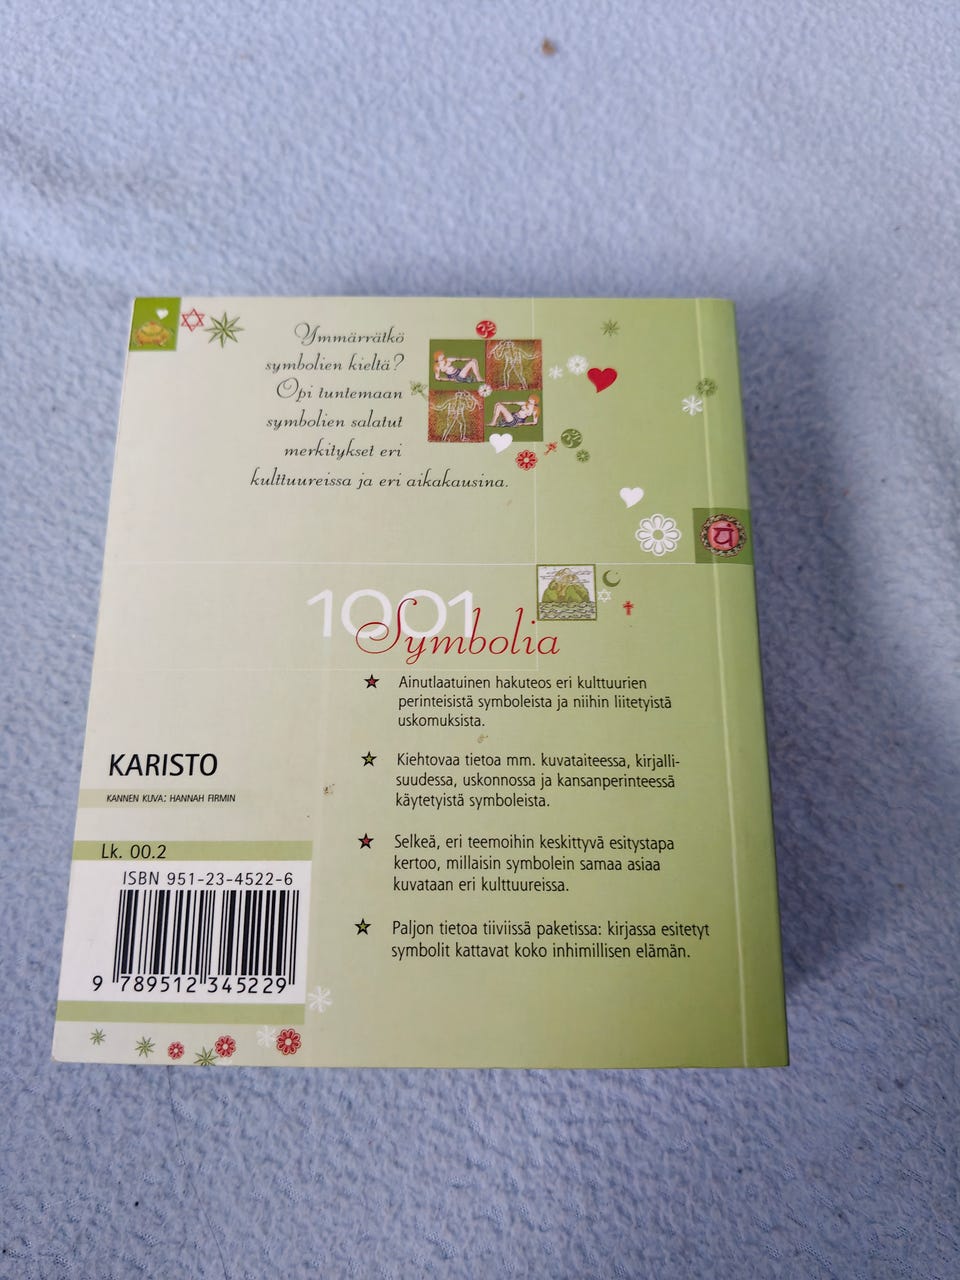 Ymmärrätkö
symbolien kieltä?
Opi tuntemaan
symbolien salatut
merkitykset eri
kulttuureissa ja eri aikakausina.
1001
Symbolia
Ainutlaatuinen hakuteos eri kulttuurien
perinteisistä symboleista ja niihin liitetyistä
uskomuksista.
Kiehtovaa tietoa mm. kuvataiteessa, kirjalli-
suudessa, uskonnossa ja kansanperinteessä
käytetyistä symboleista.
Selkeä, eri teemoihin keskittyvä esitystapa
kertoo, millaisin symbolein samaa asiaa
kuvataan eri kulttuureissa.
Paljon tietoa tiiviissä paketissa: kirjassa esitetyt
symbolit kattavat koko inhimillisen elämän.
KARISTO
KANNEN KUVA: HANNAH FIRMIN
Lk. 00.2
ISBN 951-23-4522-6
9 789512 345229